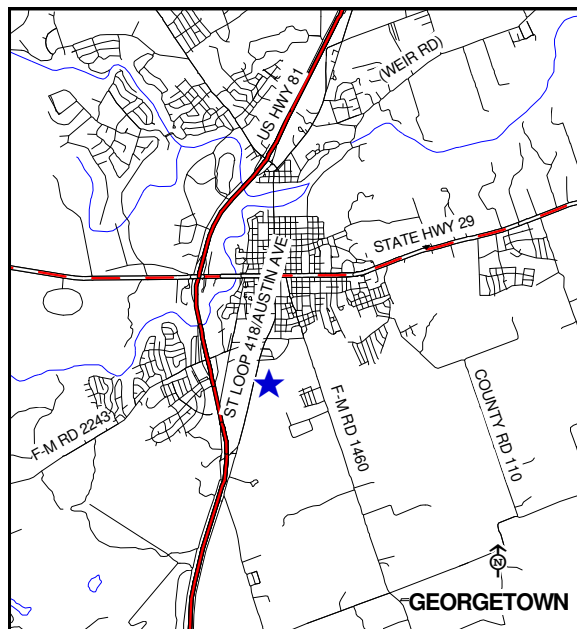 US HWY 81
(WEIR RD)
STATE HWY 29
ST LOOP 418/AUSTIN AVE
F-M RD 2243
F-M RD 1460
COUNTY RD 110
N
GEORGETOWN